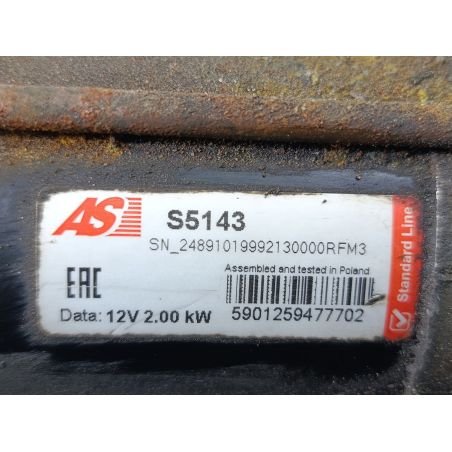 AS
S5143
SN_24891019992130000RFM3
Assembled and tested in Poland
EAC
Data: 12V 2.00 kW
5901259477702
Standard Line